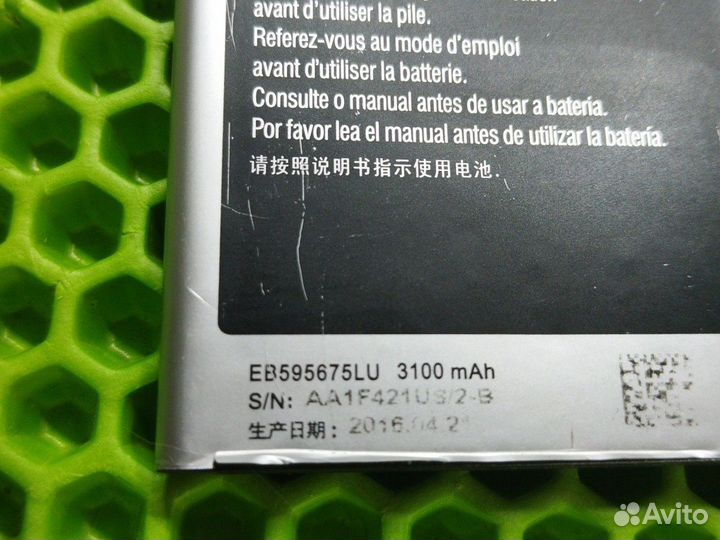 avant d'utiliser la pile.
Referez-vous au mode d'emploi
avant d'utiliser la batterie.
Consulte o manual antes de usar a batería.
Por favor lea el manual antes de utilizar la batería.
请按照说明书指示使用电池.
EB595675LU 3100 mAh
S/N: AA1F421US/2-B
生产日期: 2016.04.2
Avito